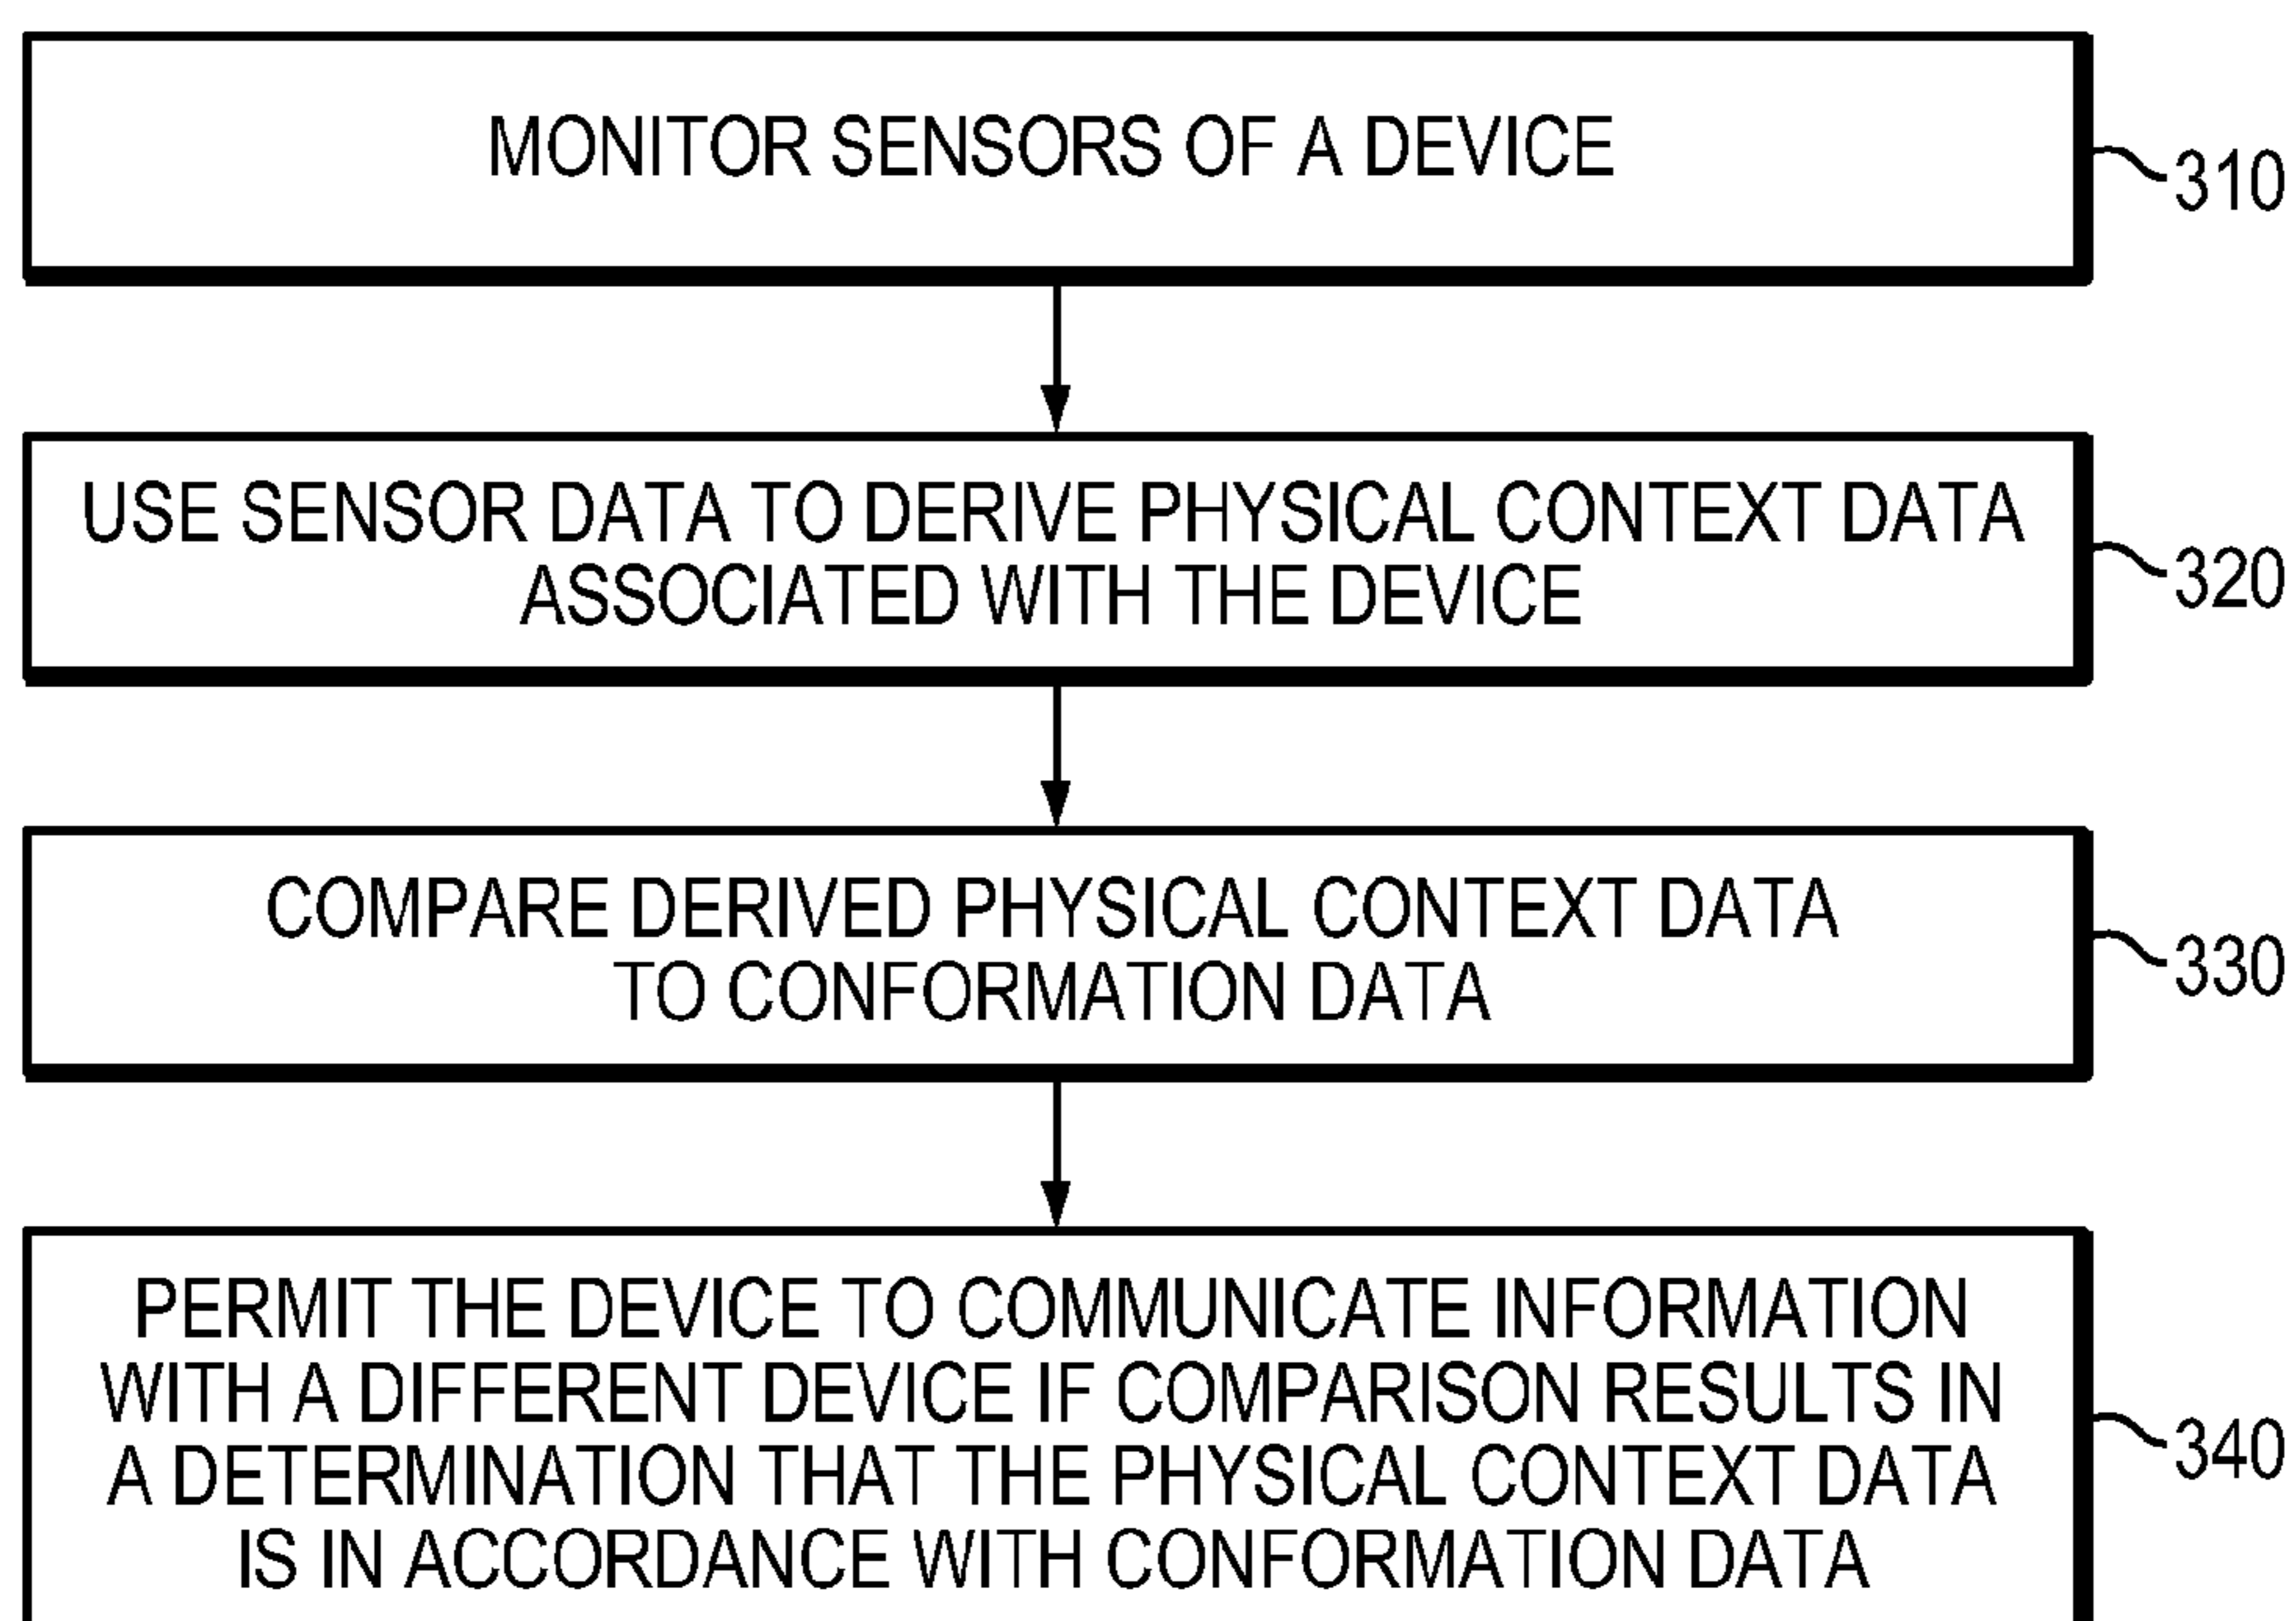 MONITOR SENSORS OF A DEVICE
310
USE SENSOR DATA TO DERIVE PHYSICAL CONTEXT DATA
ASSOCIATED WITH THE DEVICE
320
COMPARE DERIVED PHYSICAL CONTEXT DATA
TO CONFORMATION DATA
330
PERMIT THE DEVICE TO COMMUNICATE INFORMATION
WITH A DIFFERENT DEVICE IF COMPARISON RESULTS IN
A DETERMINATION THAT THE PHYSICAL CONTEXT DATA
IS IN ACCORDANCE WITH CONFORMATION DATA
340